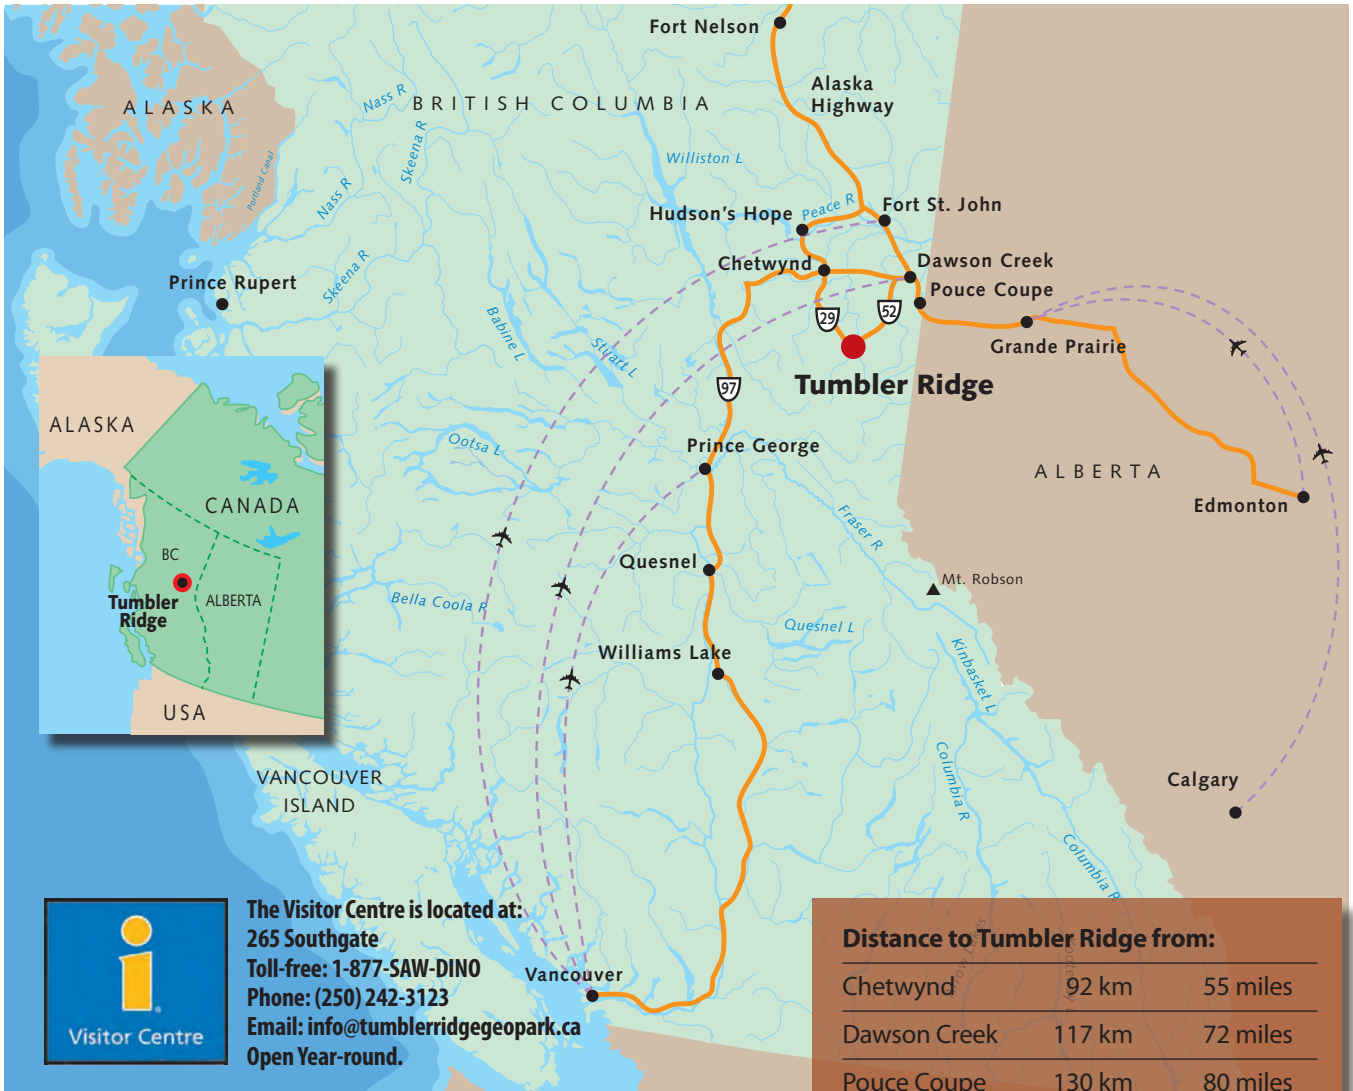 Fort Nelson
Alaska
Highway
ALASKA
BRITISH COLUMBIA
Nass R
Skeena R
Portland Canal
Nass R
Williston L
Peace R
Hudson's Hope
Fort St. John
Chetwynd
Dawson Creek
Pouce Coupe
Prince Rupert
Skeena R
Babine L
Stuart L
29
52
Grande Prairie
Tumbler Ridge
97
Ootsa L
Prince George
ALBERTA
Edmonton
Fraser R
Quesnel
Mt. Robson
Bella Coola R
Quesnel L
Williams Lake
Kinbasket L
Columbia R
Calgary
Columbia R
ALASKA
CANADA
BC
Tumbler
Ridge
ALBERTA
USA
VANCOUVER
ISLAND
Vancouver
i
Visitor Centre
The Visitor Centre is located at:
265 Southgate
Toll-free: 1-877-SAW-DINO
Phone: (250) 242-3123
Email: info@tumblerridgegeopark.ca
Open Year-round.
Distance to Tumbler Ridge from:
Chetwynd 92 km 55 miles
Dawson Creek 117 km 72 miles
Pouce Coupe 130 km 80 miles